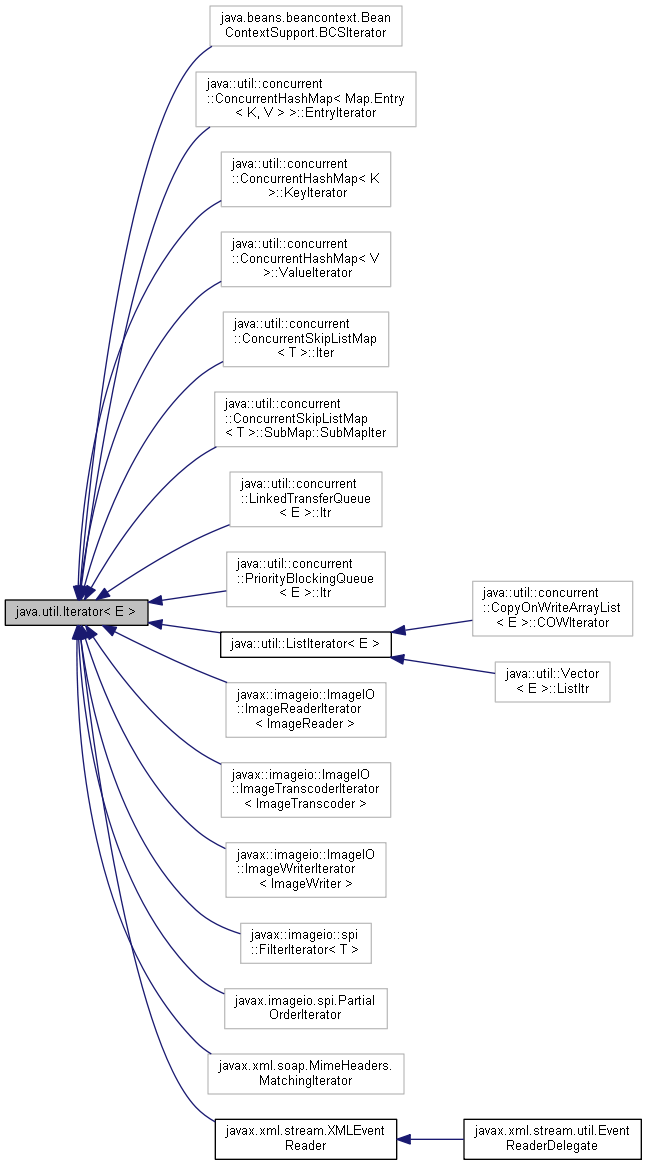 java.beans.beancontext.Bean
ContextSupport.BCSIterator
java::util::concurrent
::ConcurrentHashMap< Map.Entry
< K, V > >::EntryIterator
java::util::concurrent
::ConcurrentHashMap< K
>::KeyIterator
java::util::concurrent
::ConcurrentHashMap< V
>::ValueIterator
java::util::concurrent
::ConcurrentSkipListMap
< T >::Iter
java::util::concurrent
::ConcurrentSkipListMap
< T >::SubMap::SubMapIter
java::util::concurrent
::LinkedTransferQueue
< E >::Itr
java::util::concurrent
::PriorityBlockingQueue
< E >::Itr
java.util.Iterator< E >
java::util::ListIterator< E >
java::util::concurrent
::CopyOnWriteArrayList
< E >::COWIterator
java::util::Vector
< E >::ListItr
javax::imageio::ImageIO
::ImageReaderIterator
< ImageReader >
javax::imageio::ImageIO
::ImageTranscoderIterator
< ImageTranscoder >
javax::imageio::ImageIO
::ImageWriterIterator
< ImageWriter >
javax::imageio::spi
::FilterIterator< T >
javax.imageio.spi.Partial
OrderIterator
javax.xml.soap.MimeHeaders.
MatchingIterator
javax.xml.stream.XMLEvent
Reader
javax.xml.stream.util.Event
ReaderDelegate